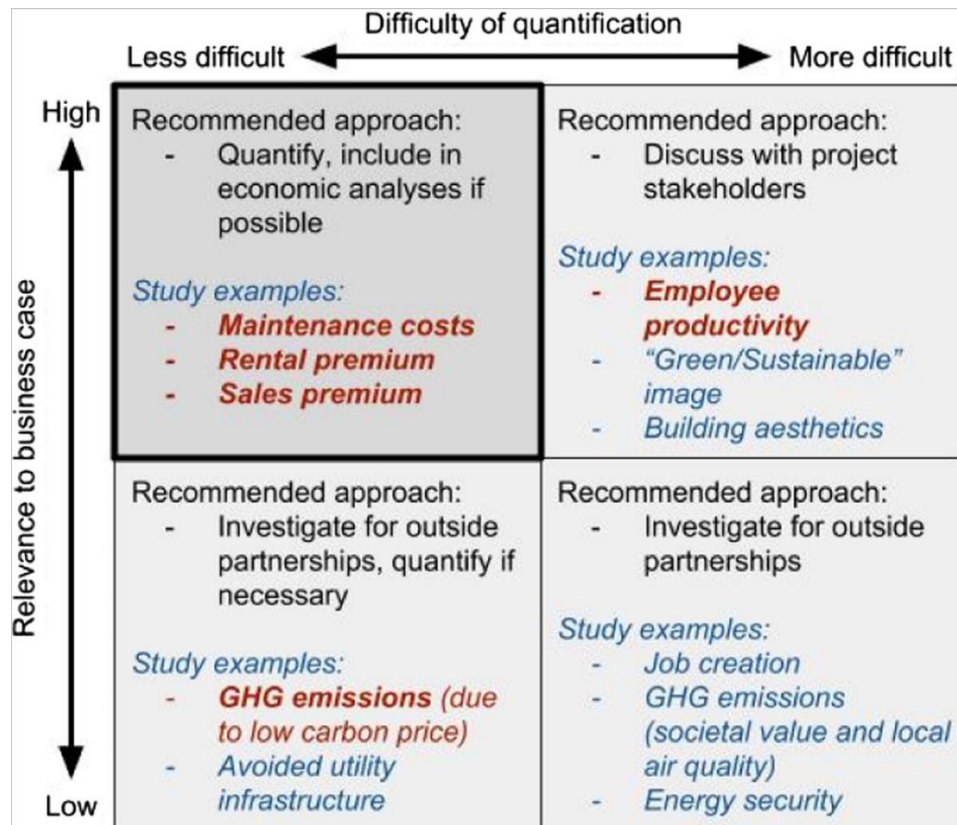 Difficulty of quantification
Less difficult
More difficult
Relevance to business case
High
Low
Recommended approach:
- Quantify, include in
economic analyses if
possible
Study examples:
- Maintenance costs
- Rental premium
- Sales premium
Recommended approach:
- Discuss with project
stakeholders
Study examples:
- Employee
productivity
- “Green/Sustainable”
image
- Building aesthetics
Recommended approach:
- Investigate for outside
partnerships, quantify if
necessary
Study examples:
- GHG emissions (due
to low carbon price)
- Avoided utility
infrastructure
Recommended approach:
- Investigate for outside
partnerships
Study examples:
- Job creation
- GHG emissions
(societal value and local
air quality)
- Energy security